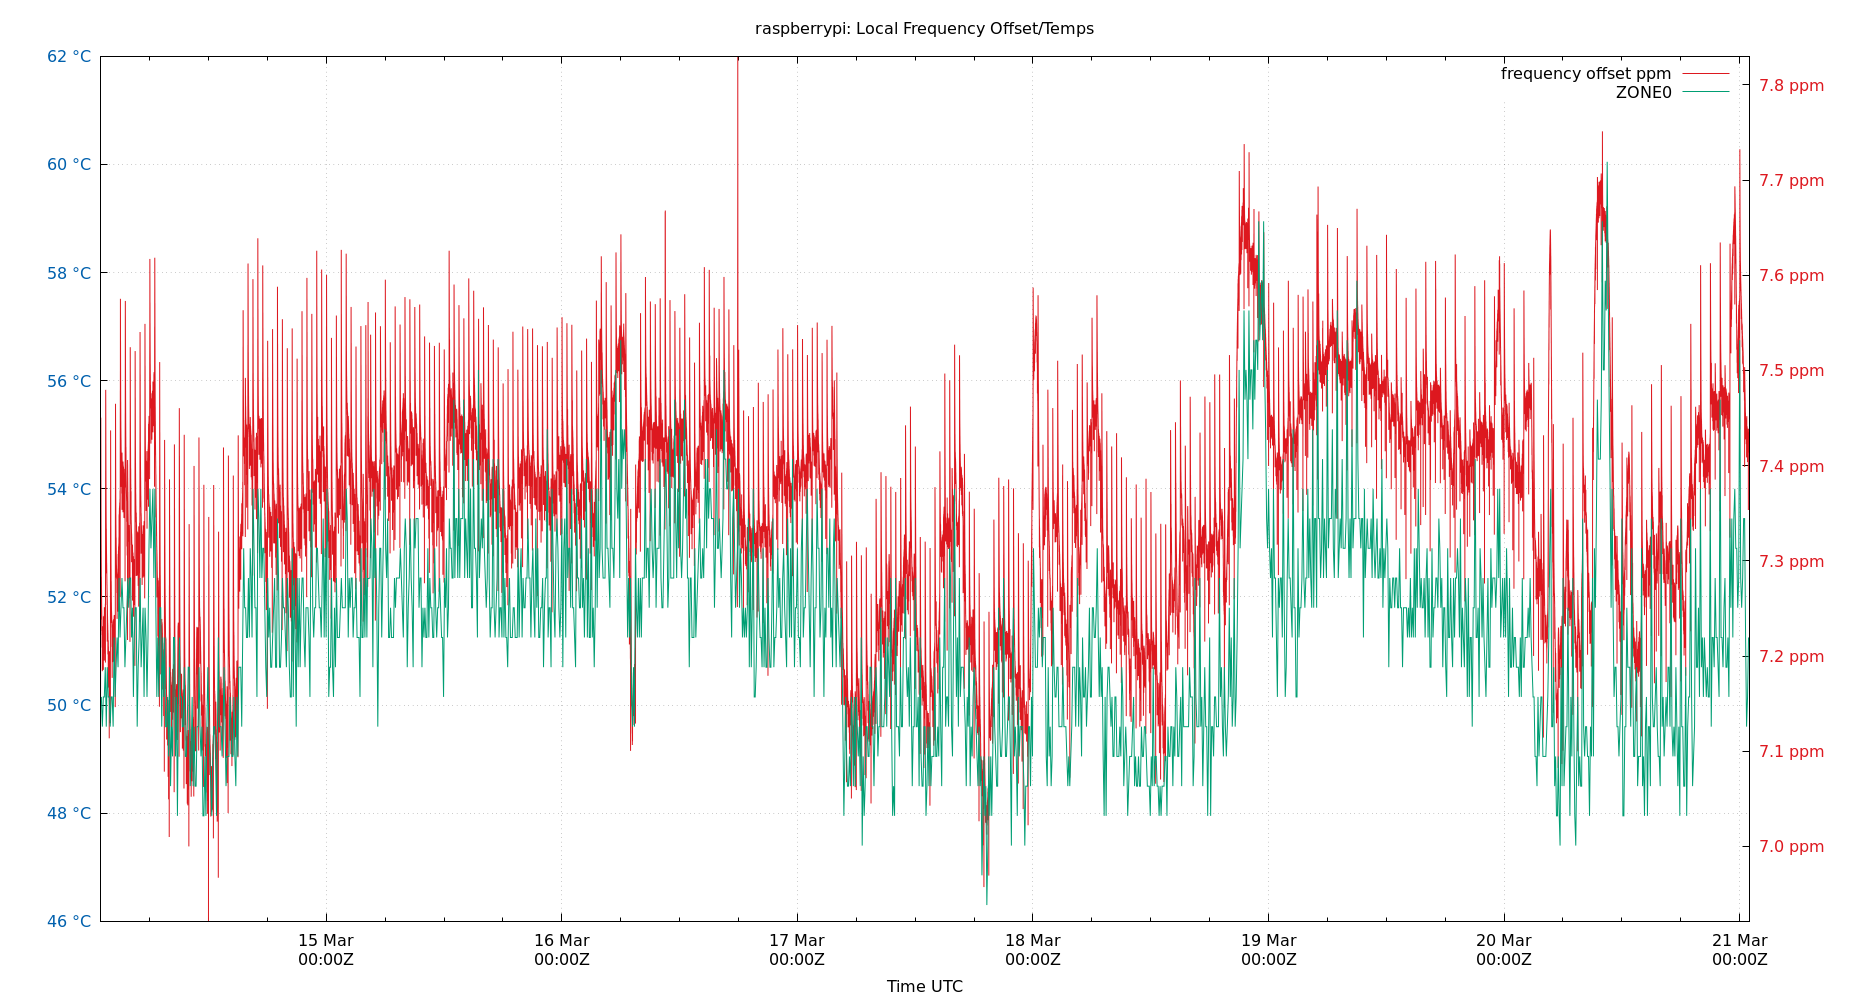 raspberrypi: Local Frequency Offset/Temps
62 °C
60 °C
58 °C
56 °C
54 °C
52 °C
50 °C
48 °C
46 °C
frequency offset ppm
ZONE0
7.8 ppm
7.7 ppm
7.6 ppm
7.5 ppm
7.4 ppm
7.3 ppm
7.2 ppm
7.1 ppm
7.0 ppm
15 Mar
00:00Z
16 Mar
00:00Z
17 Mar
00:00Z
18 Mar
00:00Z
19 Mar
00:00Z
20 Mar
00:00Z
21 Mar
00:00Z
Time UTC